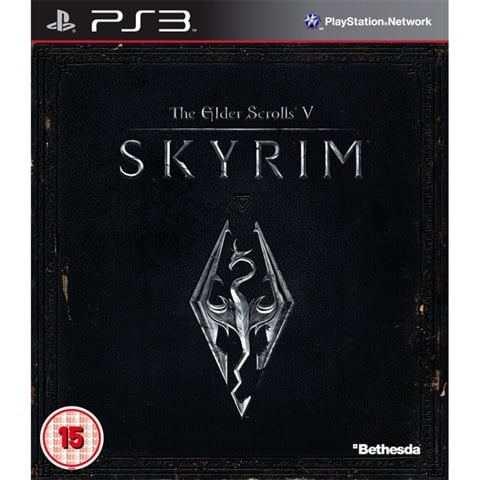 PS3
PlayStation®Network
The Elder Scrolls® V
SKYRIM
15
Bethesda